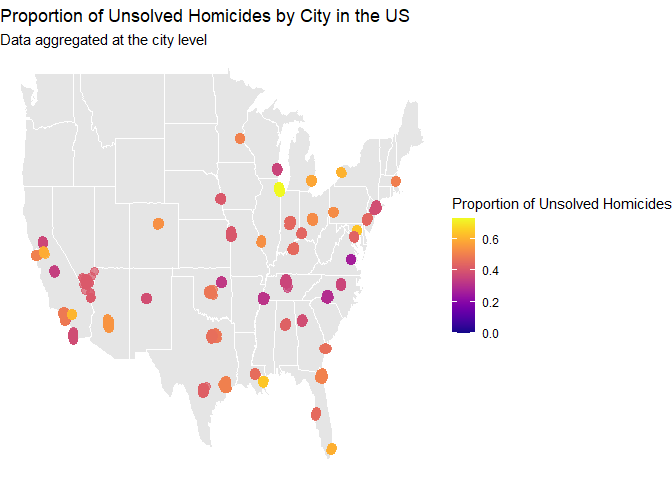 Proportion of Unsolved Homicides by City in the US
Data aggregated at the city level
Proportion of Unsolved Homicides
0.6
0.4
0.2
0.0